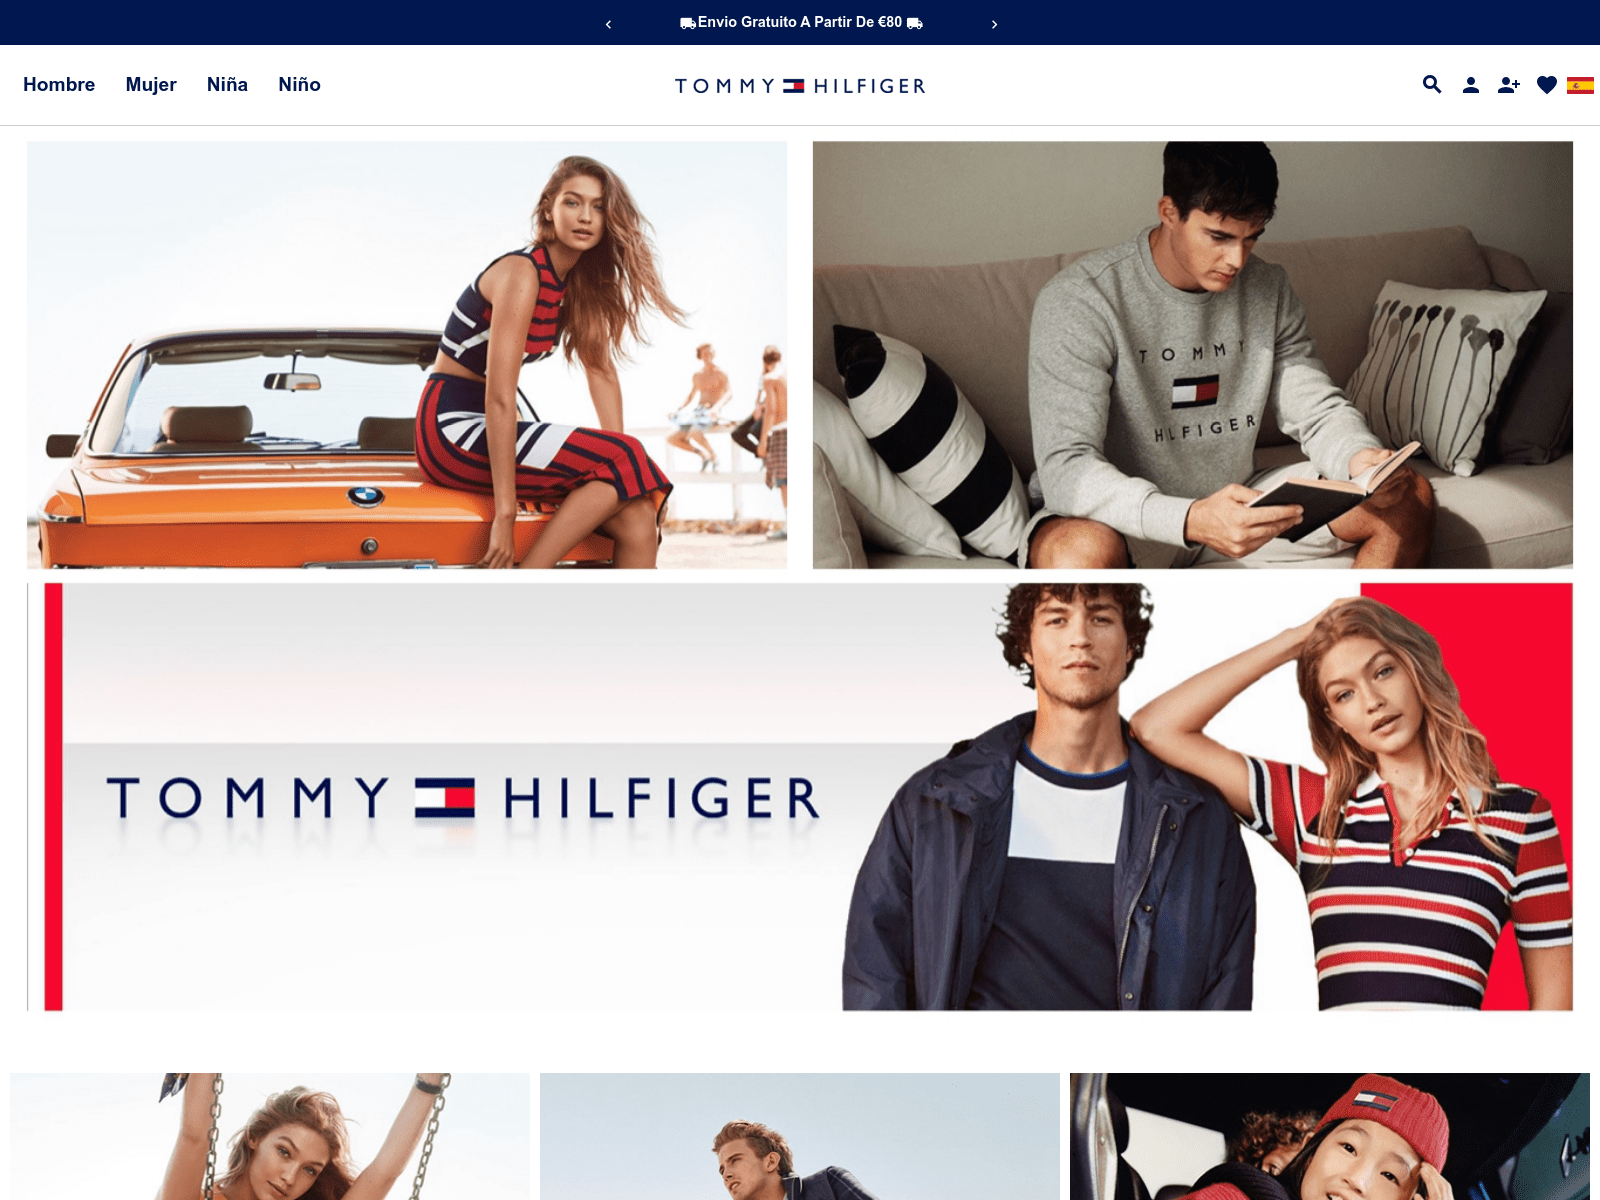 Envio Gratuito A Partir De €80
Hombre Mujer Niña Niño
TOMMY HILFIGER
TOMMY
HILFIGER
TOMMY HILFIGER